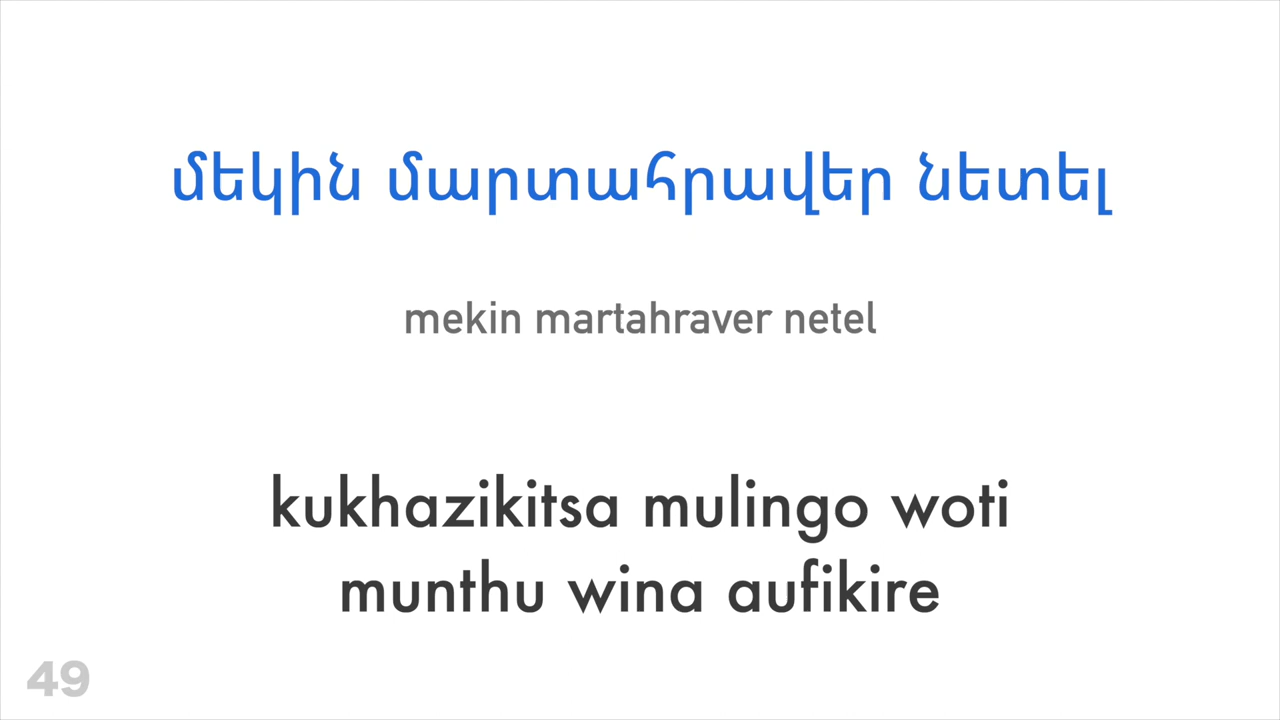 մեկին մարտահրավեր նետել
mekin martahraver netel
kukhazikitsa mulingo woti
munthu wina aufikire
49